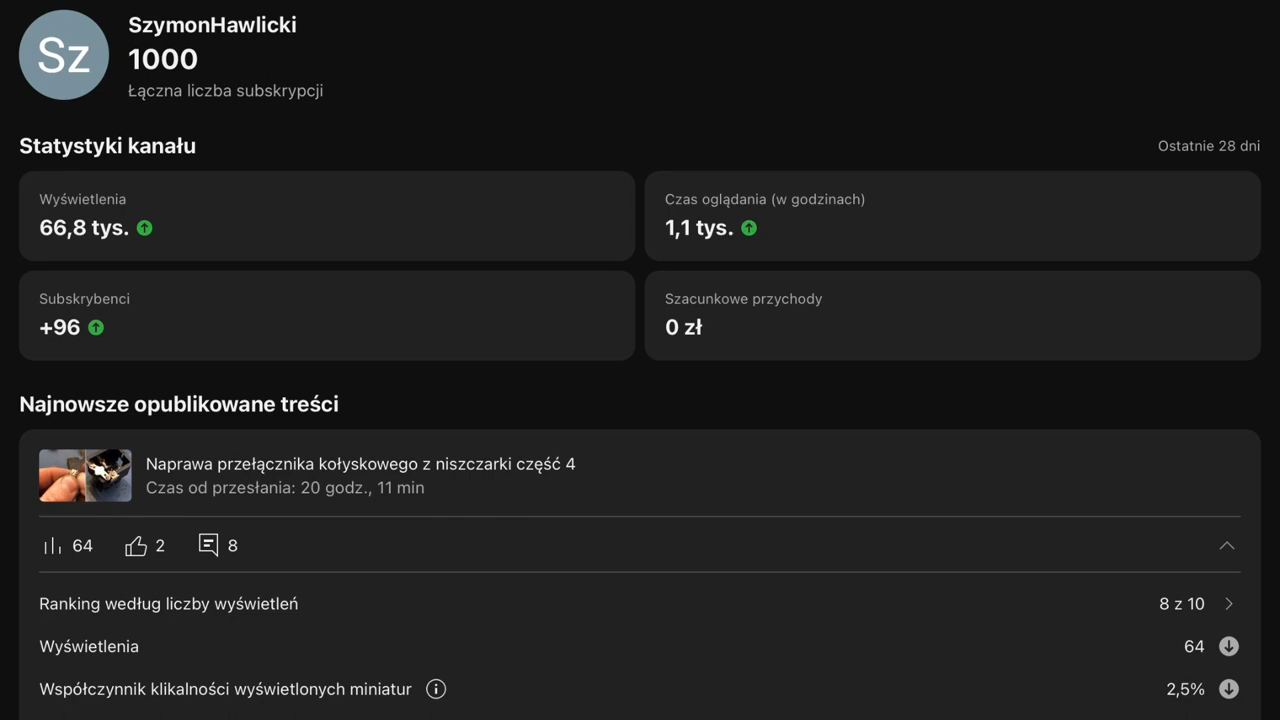 Sz
SzymonHawlicki
1000
Łączna liczba subskrypcji
Statystyki kanału
Ostatnie 28 dni
Wyświetlenia
66,8 tys.
Czas oglądania (w godzinach)
1,1 tys.
Subskrybenci
+96
Szacunkowe przychody
0 zł
Najnowsze opublikowane treści
Naprawa przełącznika kołyskowego z niszczarki część 4
Czas od przesłania: 20 godz., 11 min
64 2 8
Ranking według liczby wyświetleń 8 z 10
Wyświetlenia 64
Współczynnik klikalności wyświetlonych miniatur 2,5%